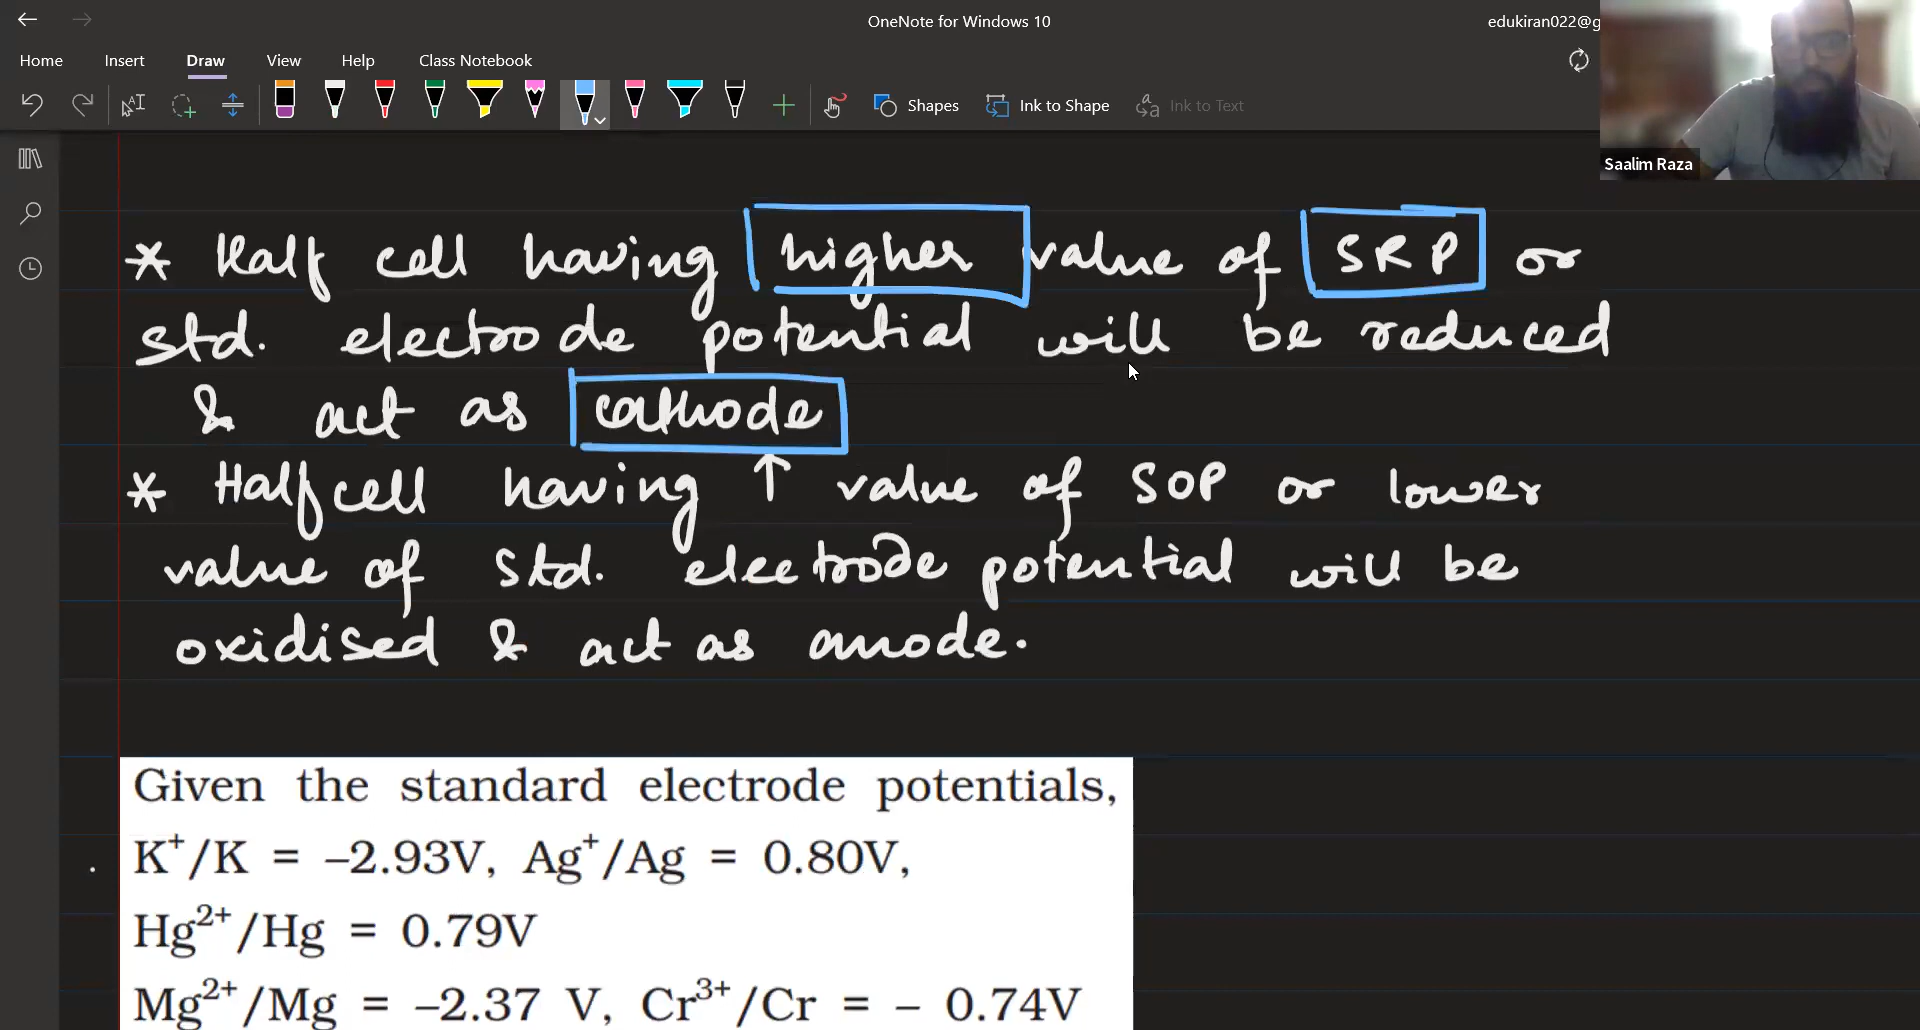 OneNote for Windows 10
edukiran022@g
Home Insert Draw View Help Class Notebook
Shapes Ink to Shape Ink to Text
Saalim Raza
* Half cell having higher value of SRP or
std. electrode potential will be reduced
& act as cathode
* Half cell having ↑ value of SOP or lower
value of std. electrode potential will be
oxidised & act as anode.
Given the standard electrode potentials,
K⁺/K = –2.93V, Ag⁺/Ag = 0.80V,
Hg²⁺/Hg = 0.79V
Mg²⁺/Mg = –2.37 V, Cr³⁺/Cr = – 0.74V